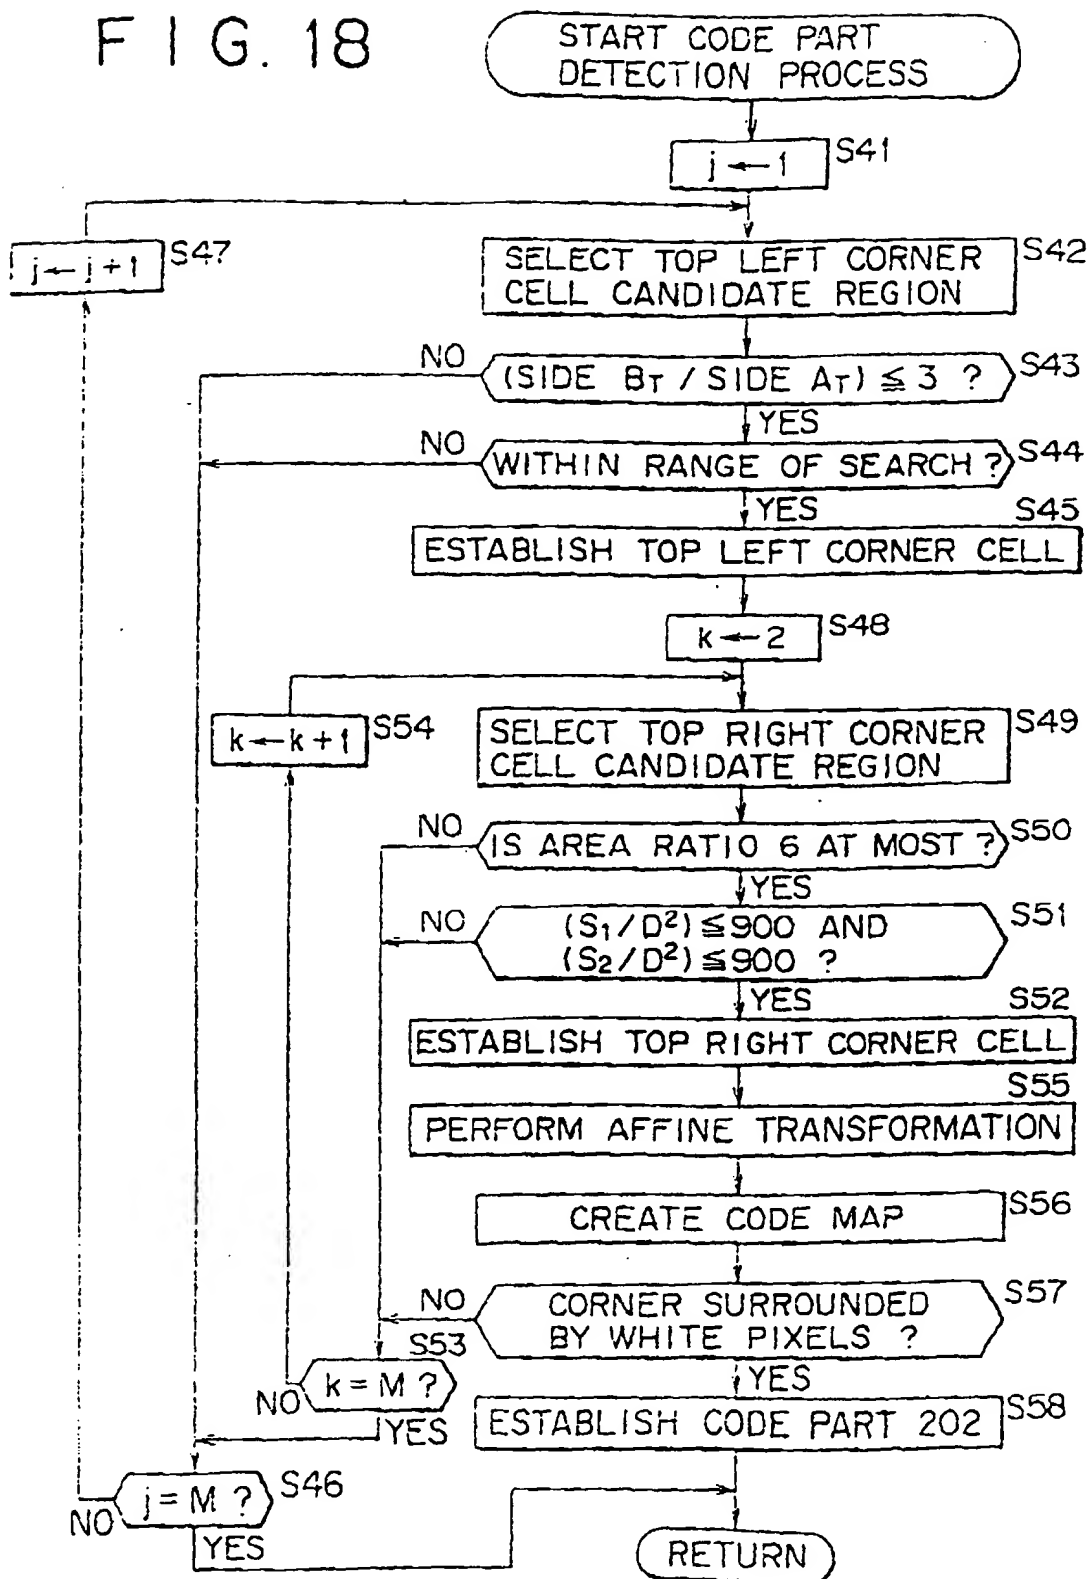 FIG. 18
START CODE PART
DETECTION PROCESS
j ← 1
S41
j ← j + 1
S47
SELECT TOP LEFT CORNER
CELL CANDIDATE REGION
S42
(SIDE BT / SIDE AT) ≦ 3 ?
S43
NO
YES
WITHIN RANGE OF SEARCH ?
S44
NO
YES
S45
ESTABLISH TOP LEFT CORNER CELL
k ← 2
S48
k ← k + 1
S54
SELECT TOP RIGHT CORNER
CELL CANDIDATE REGION
S49
NO
IS AREA RATIO 6 AT MOST ?
S50
YES
NO
(S1/D²) ≦ 900 AND
(S2/D²) ≦ 900 ?
S51
YES
S52
ESTABLISH TOP RIGHT CORNER CELL
S55
PERFORM AFFINE TRANSFORMATION
CREATE CODE MAP
S56
NO
CORNER SURROUNDED
BY WHITE PIXELS ?
S57
S53
k = M ?
NO
YES
YES
ESTABLISH CODE PART 202
S58
j = M ?
S46
NO
YES
RETURN